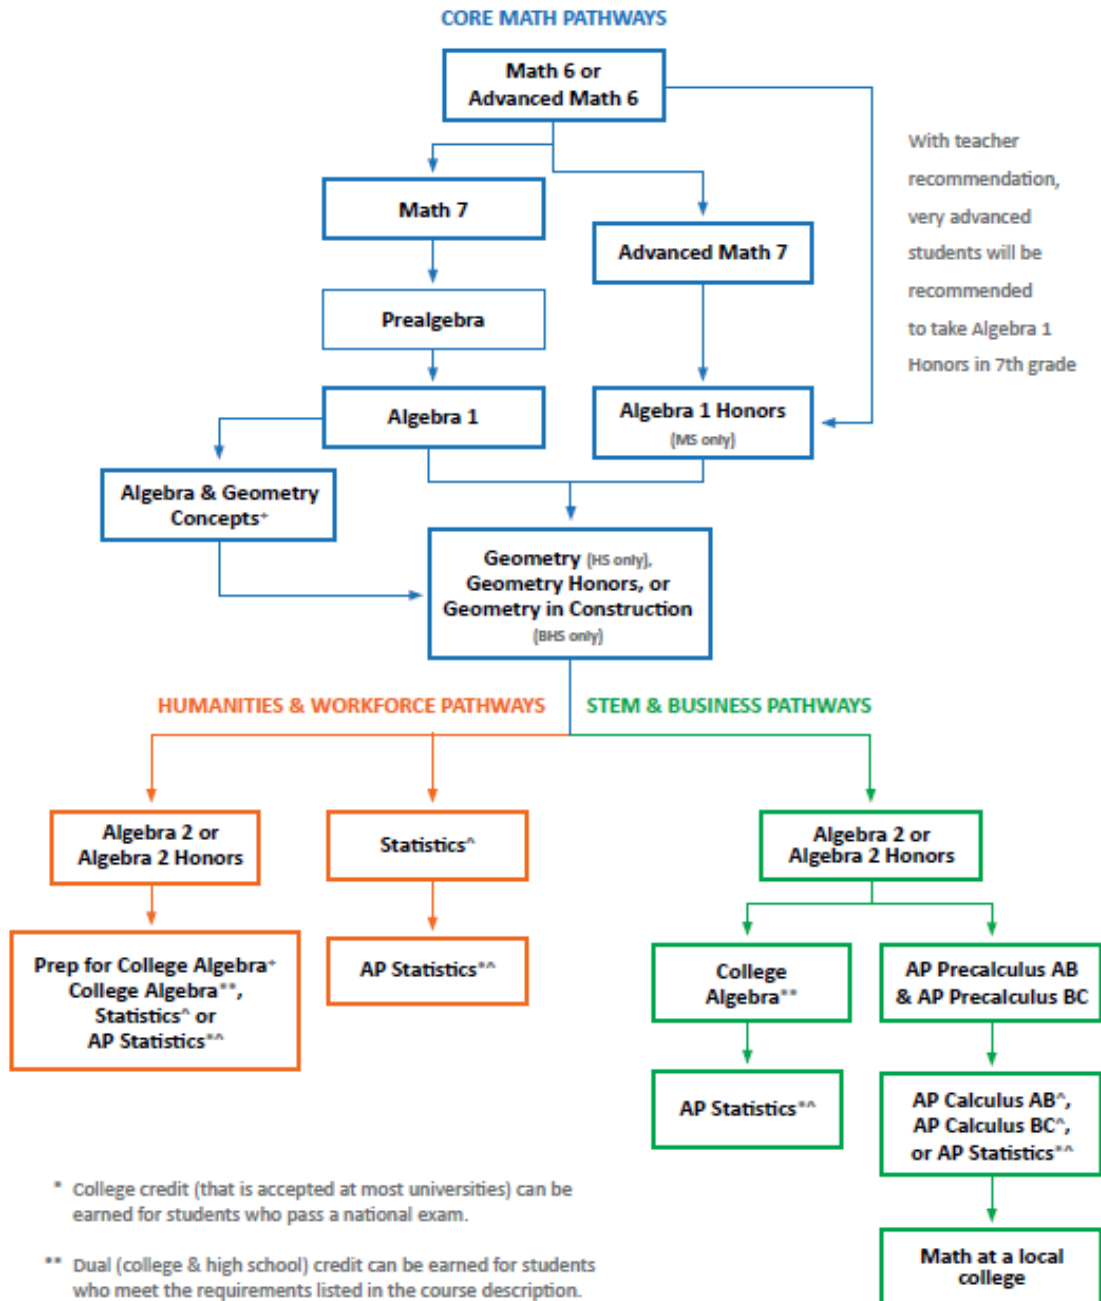 CORE MATH PATHWAYS
Math 6 or
Advanced Math 6
With teacher
recommendation,
very advanced
students will be
recommended
to take Algebra 1
Honors in 7th grade
Math 7
Advanced Math 7
Prealgebra
Algebra 1
Algebra 1 Honors
(MS only)
Algebra & Geometry
Concepts⁺
Geometry (HS only),
Geometry Honors, or
Geometry in Construction
(BHS only)
HUMANITIES & WORKFORCE PATHWAYS
STEM & BUSINESS PATHWAYS
Algebra 2 or
Algebra 2 Honors
Statistics^
Algebra 2 or
Algebra 2 Honors
Prep for College Algebra⁺
College Algebra**,
Statistics^ or
AP Statistics*^
AP Statistics*^
College
Algebra**
AP Precalculus AB
& AP Precalculus BC
AP Statistics*^
AP Calculus AB^,
AP Calculus BC^,
or AP Statistics*^
Math at a local
college
* College credit (that is accepted at most universities) can be
earned for students who pass a national exam.
** Dual (college & high school) credit can be earned for students
who meet the requirements listed in the course description.